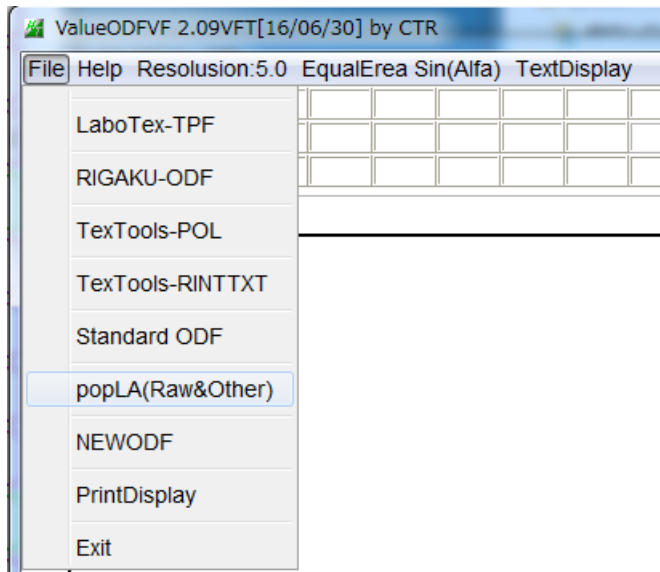 ValueODFVF 2.09VFT[16/06/30] by CTR
File Help Resolusion:5.0 EqualErea Sin(Alfa) TextDisplay
LaboTex-TPF
RIGAKU-ODF
TexTools-POL
TexTools-RINTTXT
Standard ODF
popLA(Raw&Other)
NEWODF
PrintDisplay
Exit